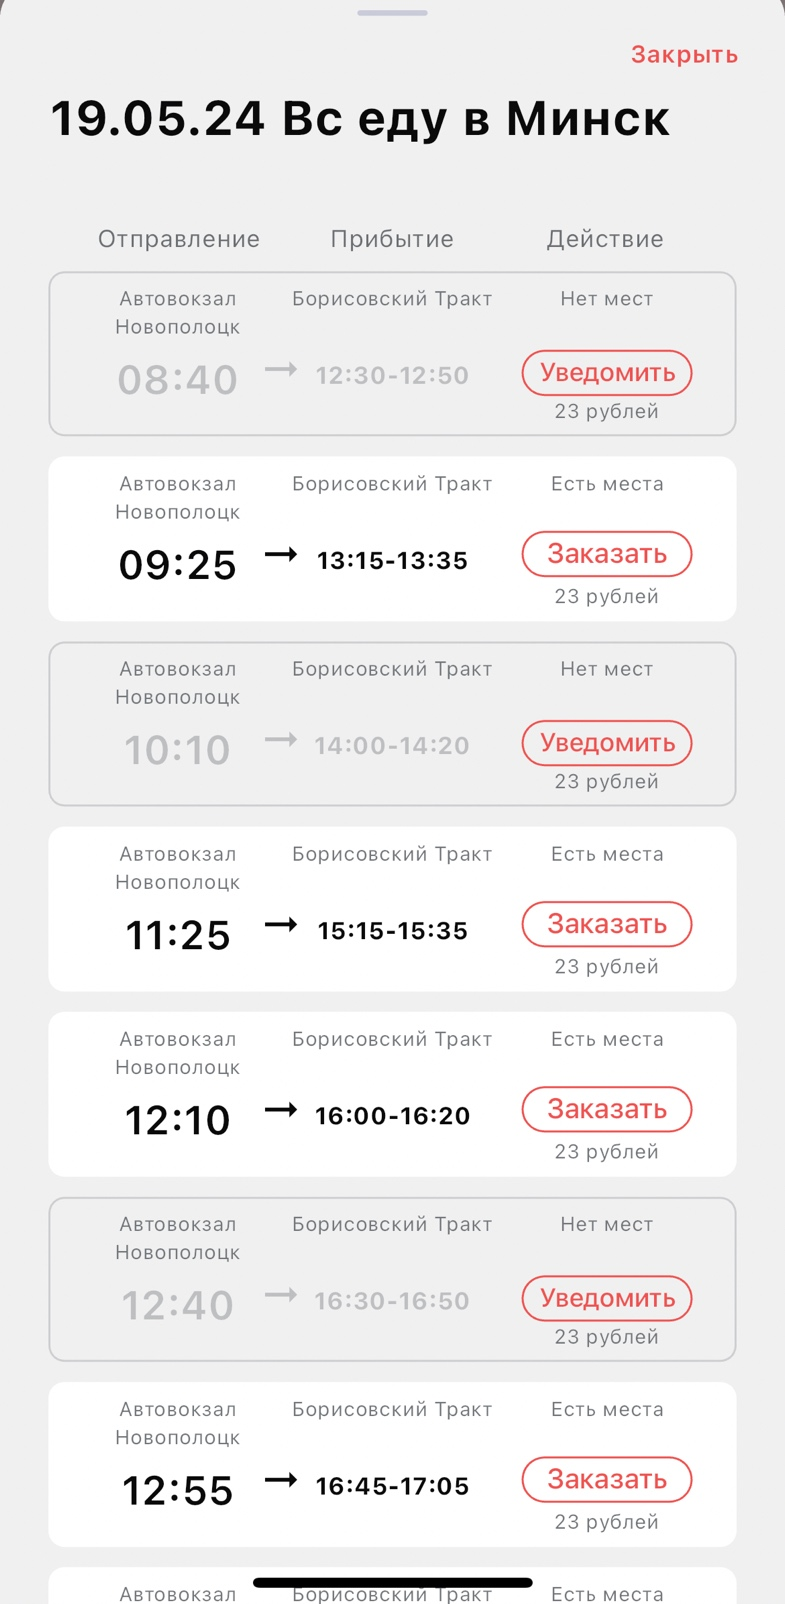 Закрыть
19.05.24 Вс еду в Минск
Отправление Прибытие Действие
Автовокзал Борисовский Тракт Нет мест
Новополоцк
08:40 → 12:30-12:50 Уведомить
23 рублей
Автовокзал Борисовский Тракт Есть места
Новополоцк
09:25 → 13:15-13:35 Заказать
23 рублей
Автовокзал Борисовский Тракт Нет мест
Новополоцк
10:10 → 14:00-14:20 Уведомить
23 рублей
Автовокзал Борисовский Тракт Есть места
Новополоцк
11:25 → 15:15-15:35 Заказать
23 рублей
Автовокзал Борисовский Тракт Есть места
Новополоцк
12:10 → 16:00-16:20 Заказать
23 рублей
Автовокзал Борисовский Тракт Нет мест
Новополоцк
12:40 → 16:30-16:50 Уведомить
23 рублей
Автовокзал Борисовский Тракт Есть места
Новополоцк
12:55 → 16:45-17:05 Заказать
23 рублей
Автовокзал Борисовский Тракт Есть места